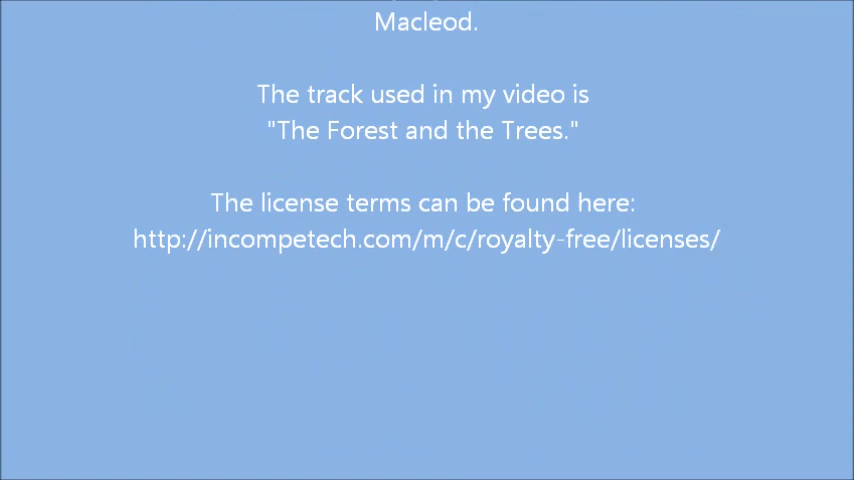 Macleod.
The track used in my video is
"The Forest and the Trees."
The license terms can be found here:
http://incompetech.com/m/c/royalty-free/licenses/